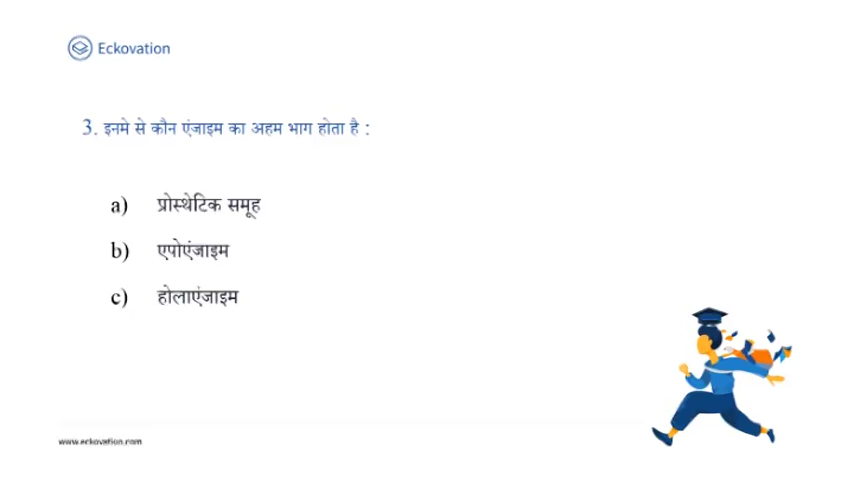 Eckovation
3. इनमे से कौन एंजाइम का अहम भाग होता है :
a) प्रोस्थेटिक समूह
b) एपोएंजाइम
c) होलाएंजाइम
www.eckovation.com